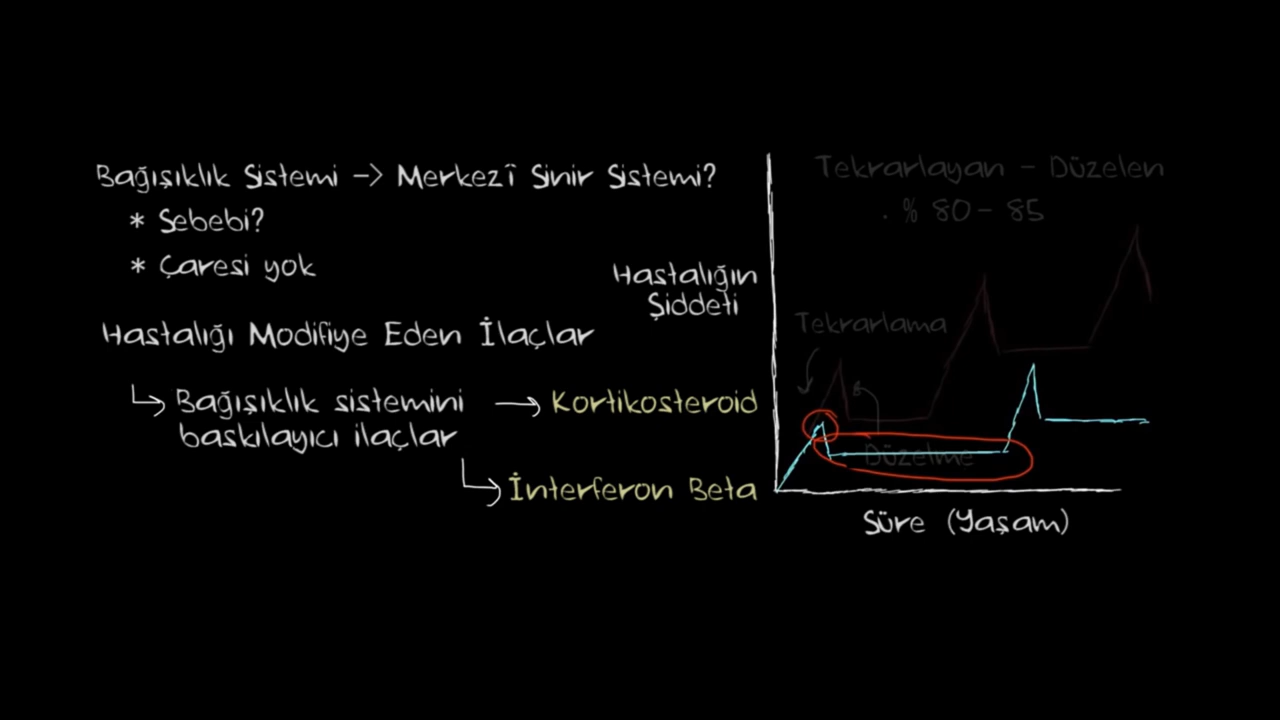 Bağışıklık Sistemi -> Merkezî Sinir Sistemi?
* Sebebi?
* Çaresi yok
Hastalığı Modifiye Eden İlaçlar
Bağışıklık sistemini
baskılayıcı ilaçlar
Kortikosteroid
İnterferon Beta
Hastalığın
Şiddeti
Tekrarlayan - Düzelen
. % 80 - 85
Tekrarlama
Düzelme
Süre (Yaşam)